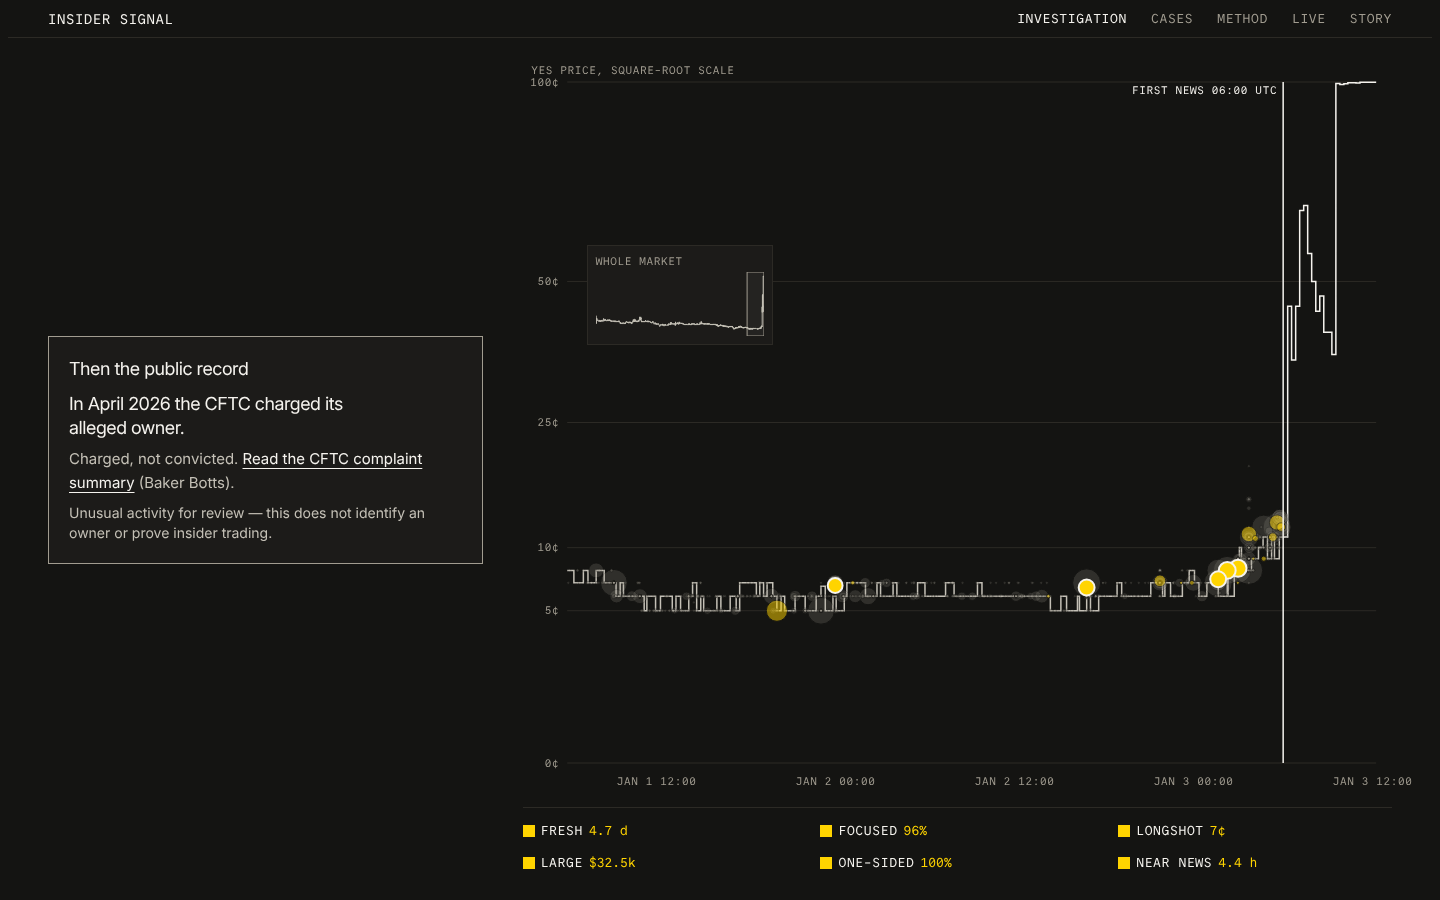 INSIDER SIGNAL
INVESTIGATION CASES METHOD LIVE STORY
YES PRICE, SQUARE-ROOT SCALE
100¢
FIRST NEWS 06:00 UTC
WHOLE MARKET
50¢
Then the public record
In April 2026 the CFTC charged its
alleged owner.
Charged, not convicted. Read the CFTC complaint
summary (Baker Botts).
Unusual activity for review — this does not identify an
owner or prove insider trading.
25¢
10¢
5¢
0¢
JAN 1 12:00 JAN 2 00:00 JAN 2 12:00 JAN 3 00:00 JAN 3 12:00
FRESH 4.7 d FOCUSED 96% LONGSHOT 7¢
LARGE $32.5k ONE-SIDED 100% NEAR NEWS 4.4 h